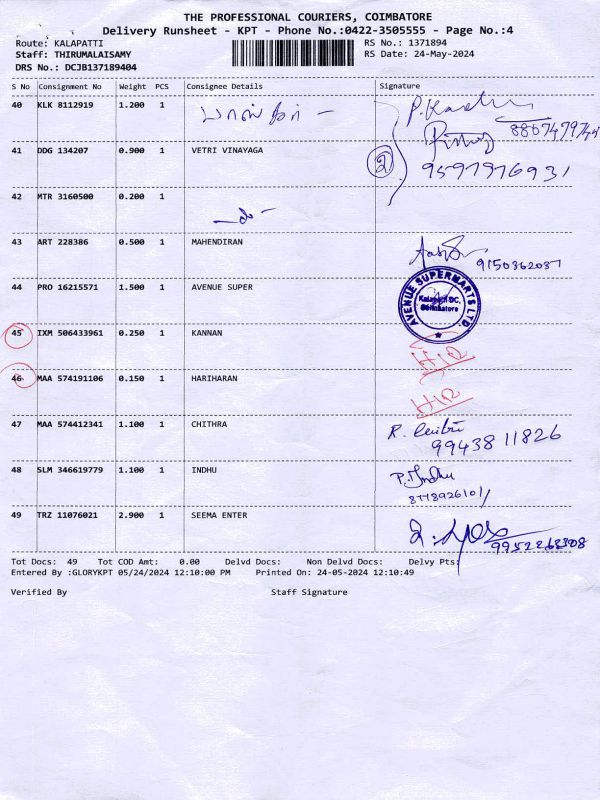 THE PROFESSIONAL COURIERS, COIMBATORE
Delivery Runsheet - KPT - Phone No.:0422-3505555 - Page No.:4
Route: KALAPATTI RS No.: 1371894
Staff: THIRUMALAISAMY RS Date: 24-May-2024
DRS No.: DCJB137189404
S No Consignment No Weight PCS Consignee Details Signature
40 KLK 8112919 1.200 1
41 DDG 134207 0.900 1 VETRI VINAYAGA 2 9597976931
42 MTR 3160500 0.200 1 -do-
43 ART 228386 0.500 1 MAHENDIRAN 9150362037
44 PRO 16215571 1.500 1 AVENUE SUPER
AVENUE SUPERMARTS LTD.
Kalapatti DC,
Coimbatore
45 IXM 506433961 0.250 1 KANNAN
46 MAA 574191106 0.150 1 HARIHARAN
47 MAA 574412341 1.100 1 CHITHRA
9943811826
48 SLM 346619779 1.100 1 INDHU P. Indhu
49 TRZ 11076021 2.900 1 SEEMA ENTER
Tot Docs: 49 Tot COD Amt: 0.00 Delvd Docs: Non Delvd Docs: Delvy Pts:
Entered By :GLORYKPT 05/24/2024 12:10:00 PM Printed On: 24-05-2024 12:10:49
Verified By Staff Signature